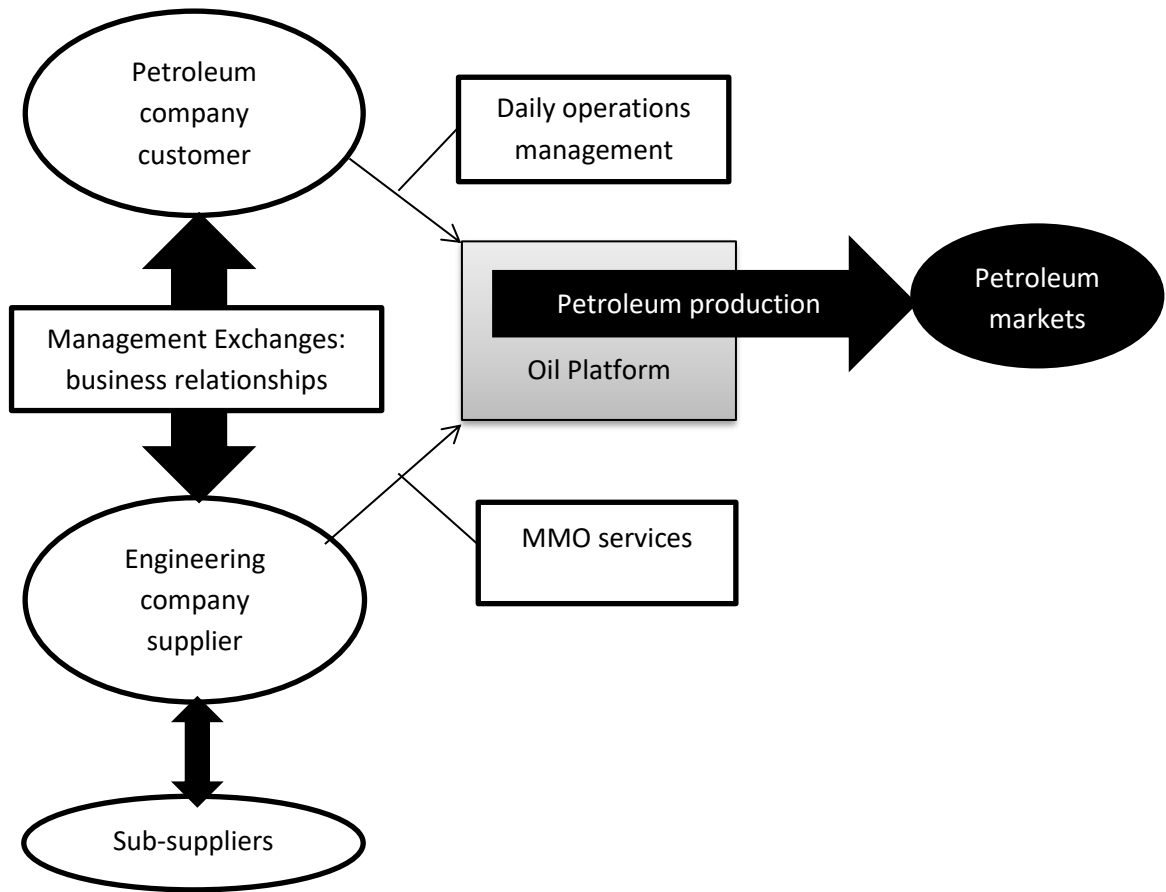 Petroleum
company
customer
Daily operations
management
Petroleum production
Oil Platform
Petroleum
markets
Management Exchanges:
business relationships
MMO services
Engineering
company
supplier
Sub-suppliers